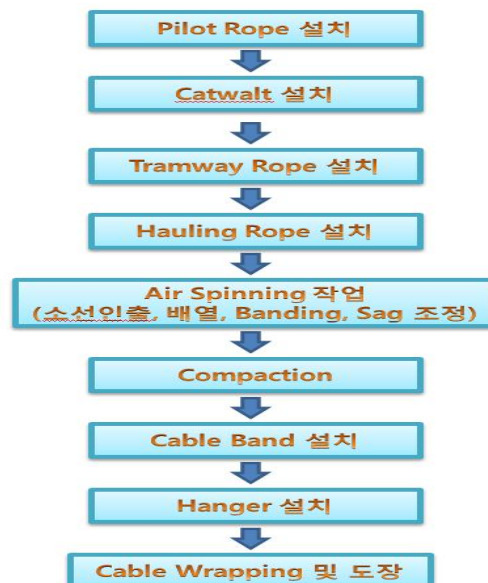 Pilot Rope 설치
Catwalt 설치
Tramway Rope 설치
Hauling Rope 설치
Air Spinning 작업
(소선인출, 배열, Banding, Sag 조정)
Compaction
Cable Band 설치
Hanger 설치
Cable Wrapping 및 도장